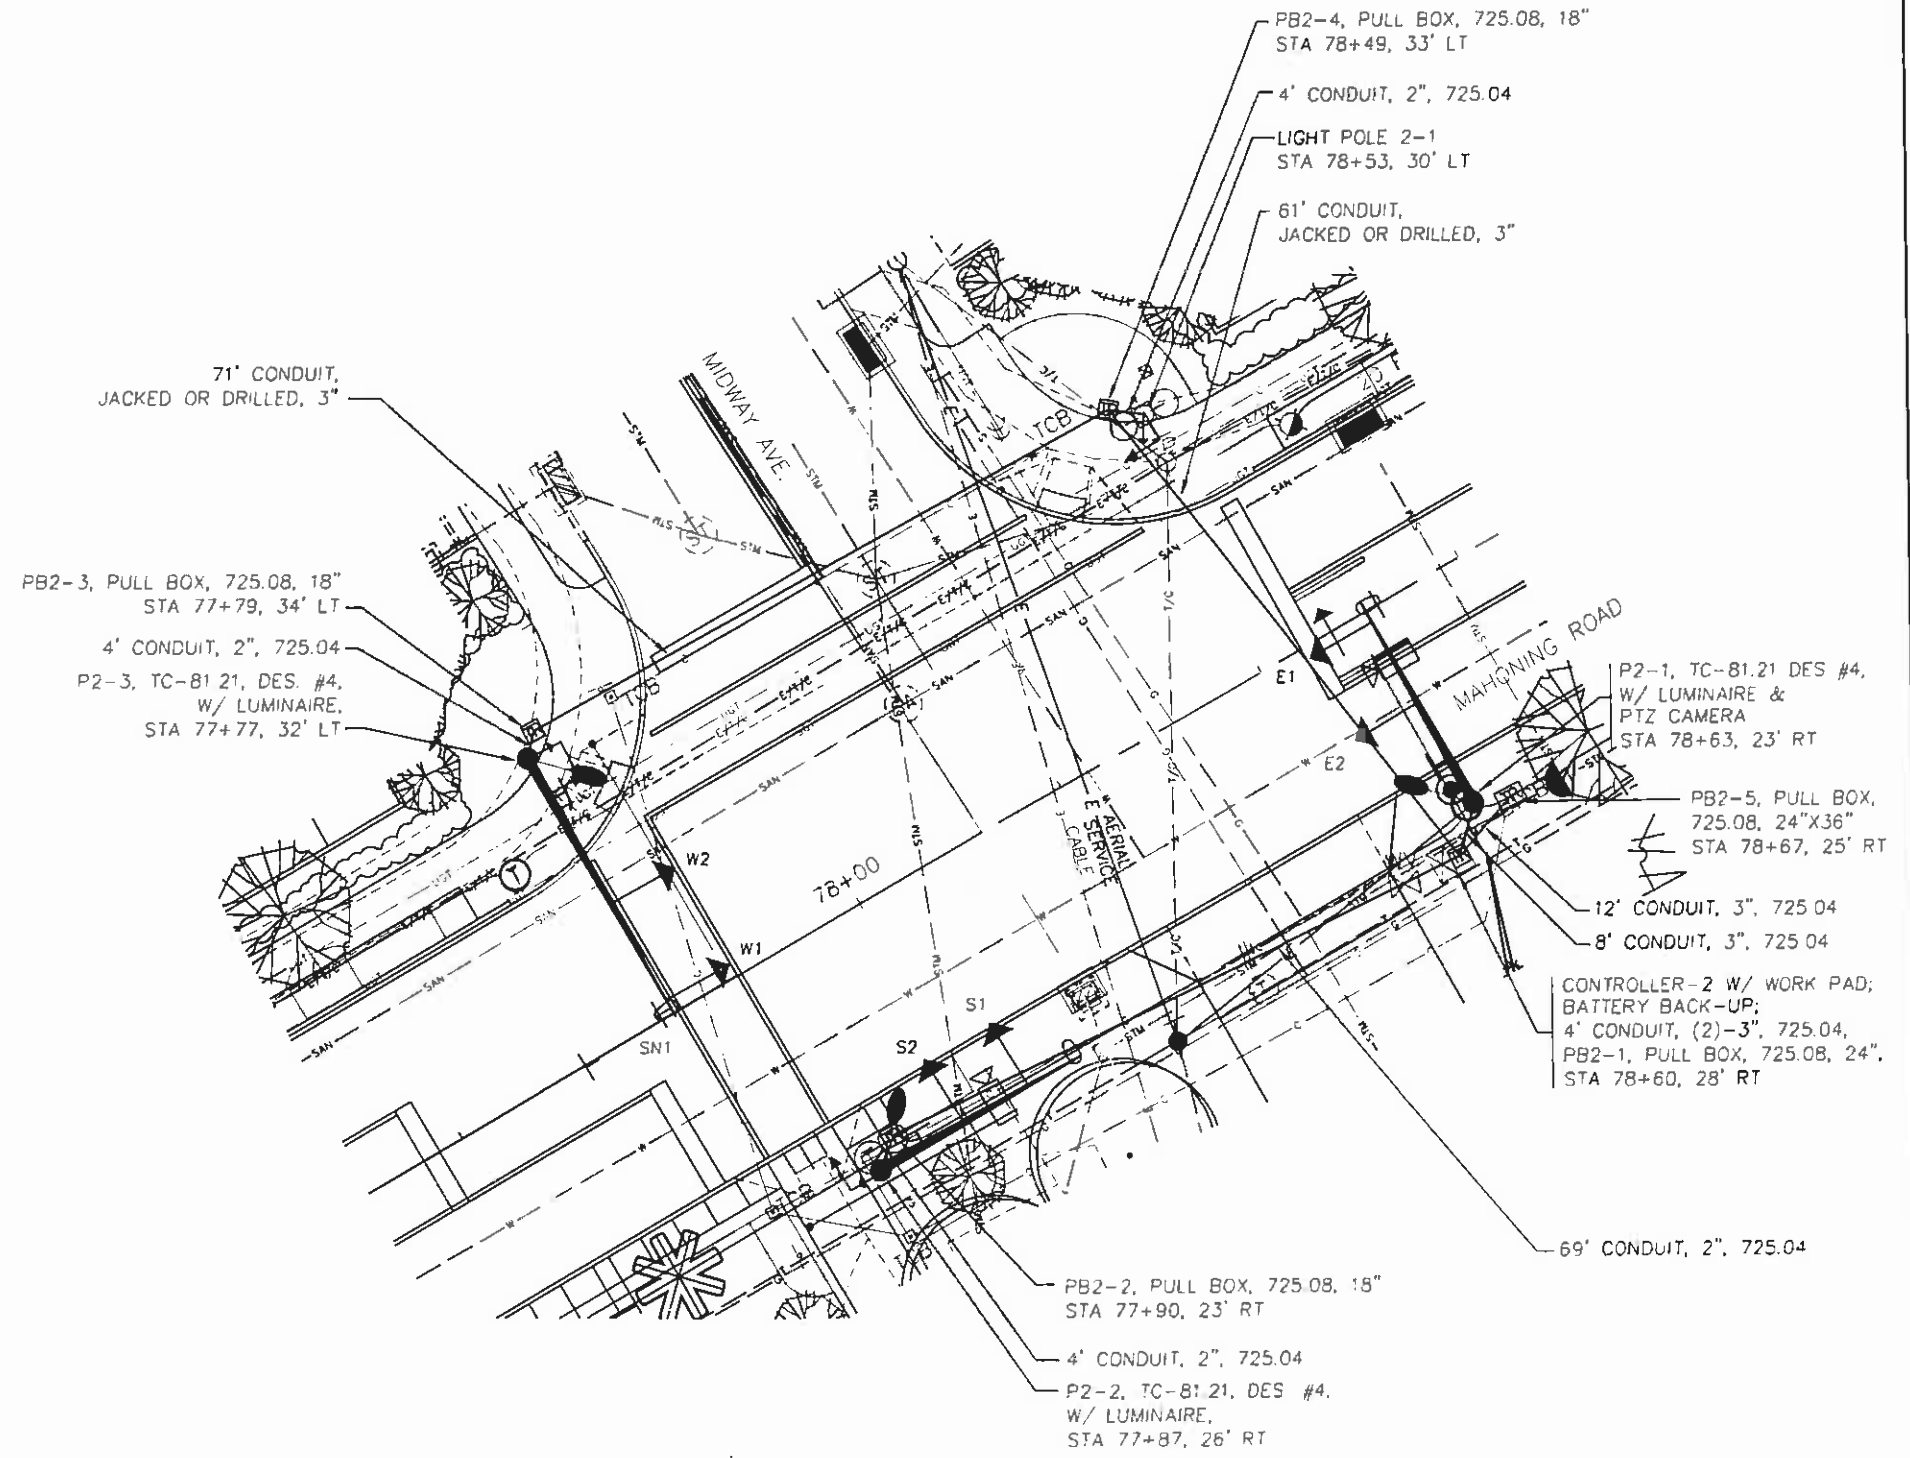 PB2-4, PULL BOX, 725.08, 18"
STA 78+49, 33' LT
4' CONDUIT, 2", 725.04
LIGHT POLE 2-1
STA 78+53, 30' LT
61' CONDUIT,
JACKED OR DRILLED, 3"
71' CONDUIT,
JACKED OR DRILLED, 3"
MIDWAY AVE.
TCB
PB2-3, PULL BOX, 725.08, 18"
STA 77+79, 34' LT
4' CONDUIT, 2", 725.04
P2-3, TC-81 21, DES. #4,
W/ LUMINAIRE,
STA 77+77, 32' LT
TCB
MAHONING ROAD
E1
E2
P2-1, TC-81.21 DES #4,
W/ LUMINAIRE &
PTZ CAMERA
STA 78+63, 23' RT
PB2-5, PULL BOX,
725.08, 24"X36"
STA 78+67, 25' RT
12' CONDUIT, 3", 725 04
8' CONDUIT, 3", 725 04
CONTROLLER-2 W/ WORK PAD;
BATTERY BACK-UP;
4' CONDUIT, (2)-3", 725.04,
PB2-1, PULL BOX, 725.08, 24",
STA 78+60, 28' RT
W2
W1
78+00
AERIAL
E SERVICE
CABLE
SN1
S1
S2
SAN
SAN
SAN
SAN
SAN
STM
STM
STM
UGT
69' CONDUIT, 2", 725.04
PB2-2, PULL BOX, 725.08, 18"
STA 77+90, 23' RT
4' CONDUIT, 2", 725.04
P2-2, TC-81 21, DES #4,
W/ LUMINAIRE,
STA 77+87, 26' RT